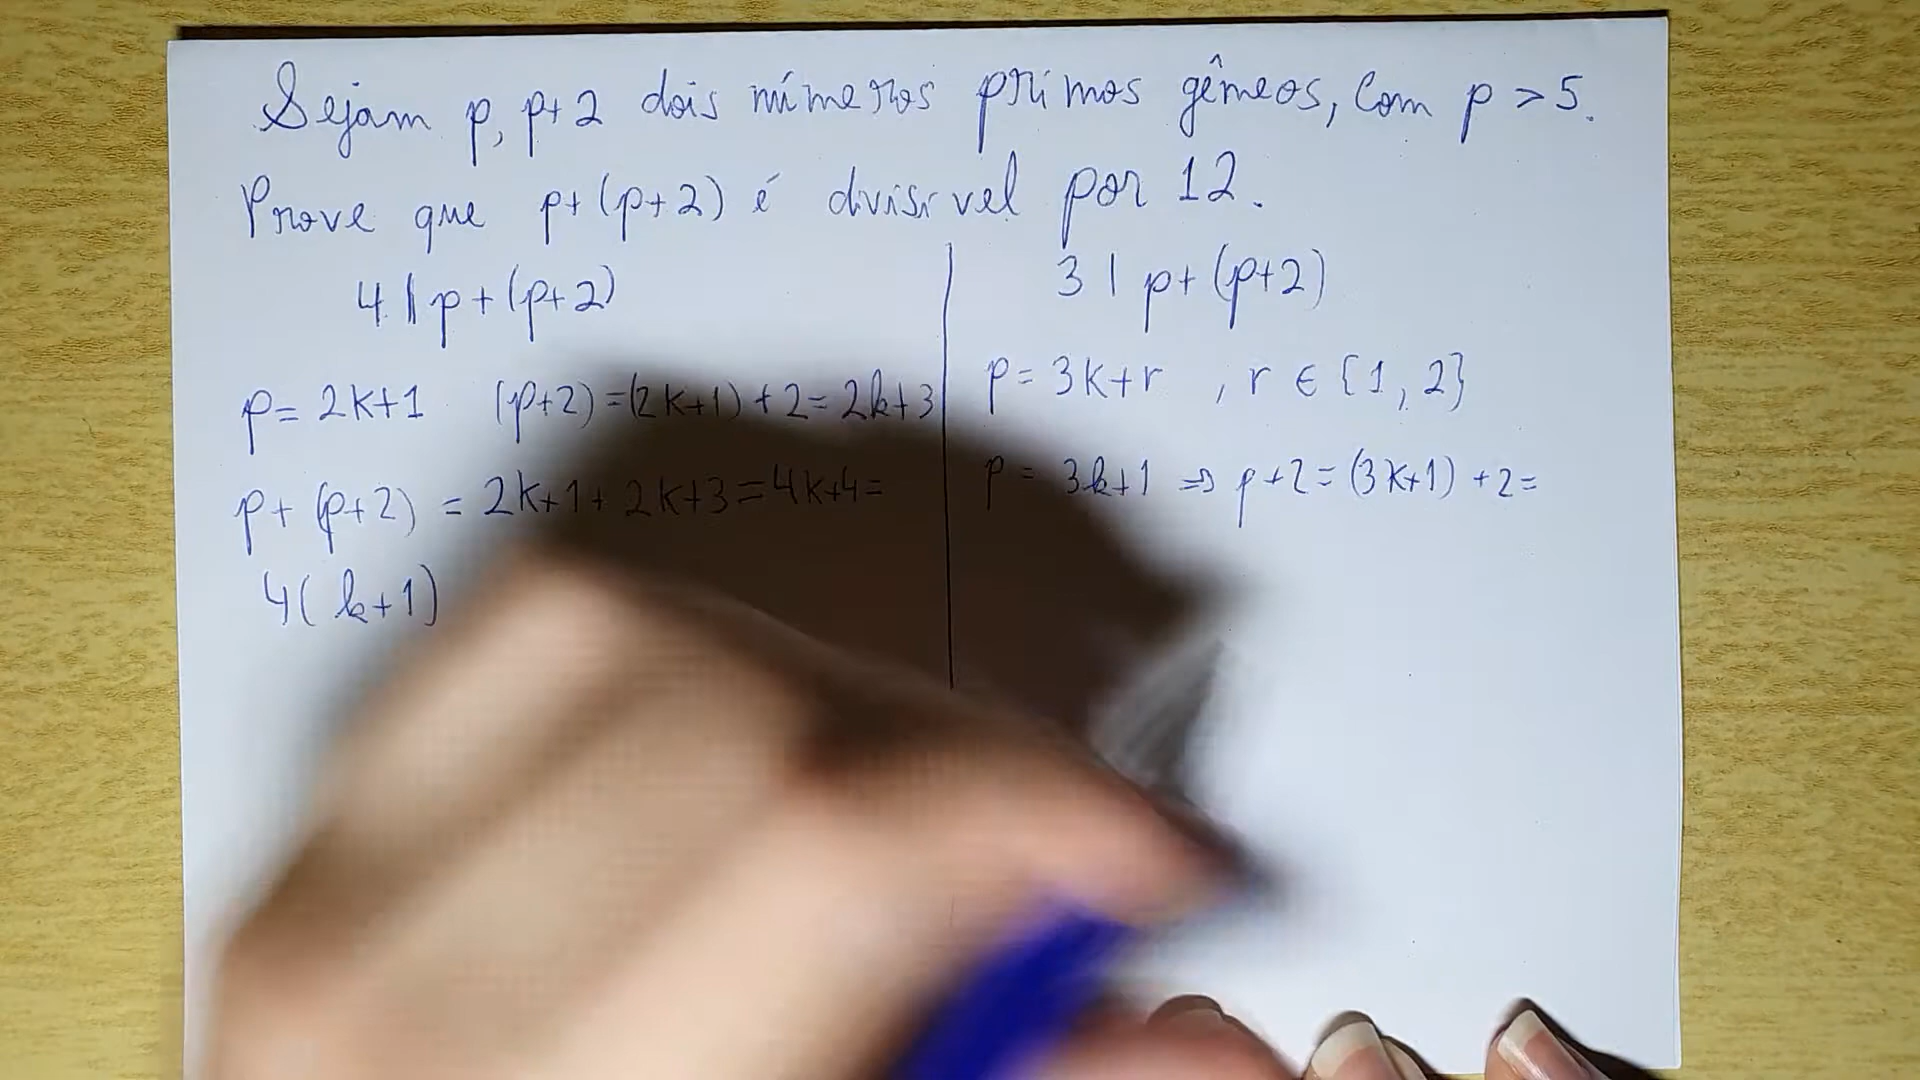 Sejam p, p+2 dois números primos gêmeos, com p > 5.
Prove que p+(p+2) é divisível por 12.
4 | p+(p+2)
p= 2k+1 (p+2)=(2k+1)+2=2k+3
p+(p+2) = 2k+1+2k+3=4k+4=
4(k+1)
3 | p+(p+2)
p= 3k+r , r ∈ {1, 2}
p = 3k+1 ⇒ p+2=(3k+1)+2=